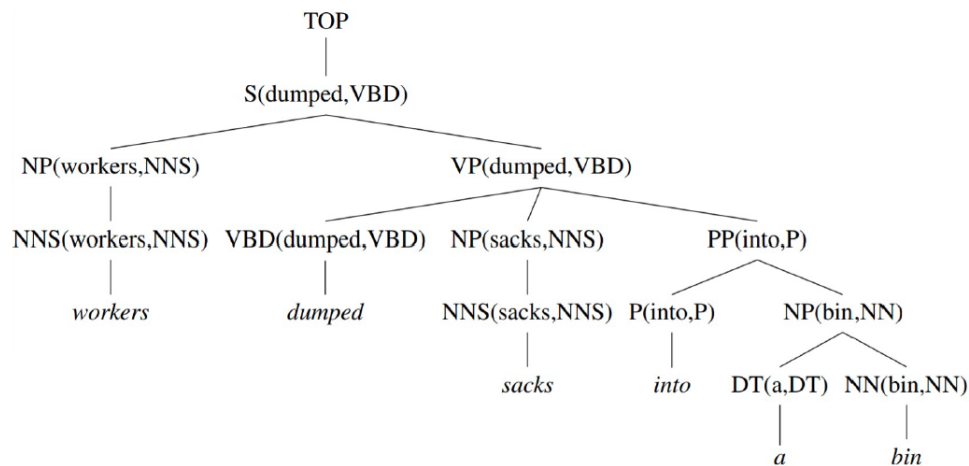 TOP
S(dumped,VBD)
NP(workers,NNS) VP(dumped,VBD)
NNS(workers,NNS) VBD(dumped,VBD) NP(sacks,NNS) PP(into,P)
workers dumped NNS(sacks,NNS) P(into,P) NP(bin,NN)
sacks into DT(a,DT) NN(bin,NN)
a bin